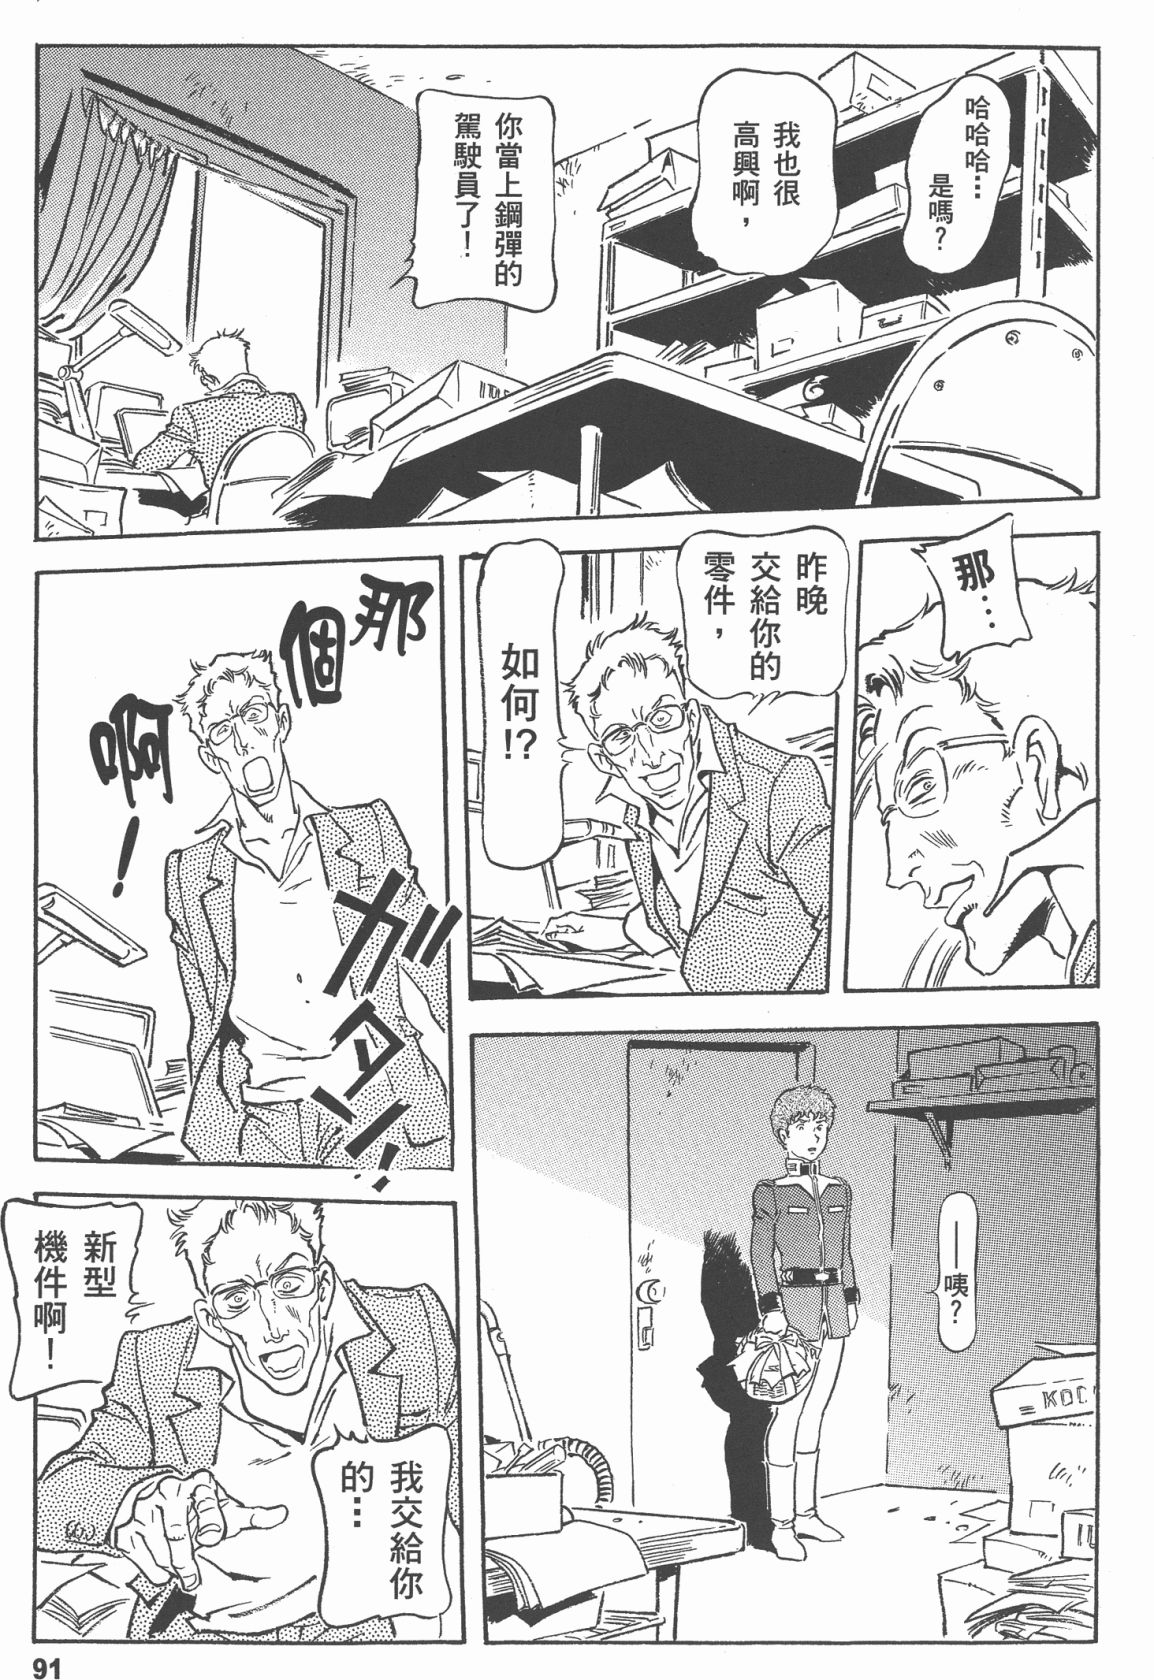 哈哈哈…
是嗎？
我也很
高興啊，
你當上鋼彈的
駕駛員了！
那…
昨晚
交給你的
零件，
如何!?
——咦？
那
個
啊！
ガタン!!
我交給你
的…
新型
機件啊！
KOC
91